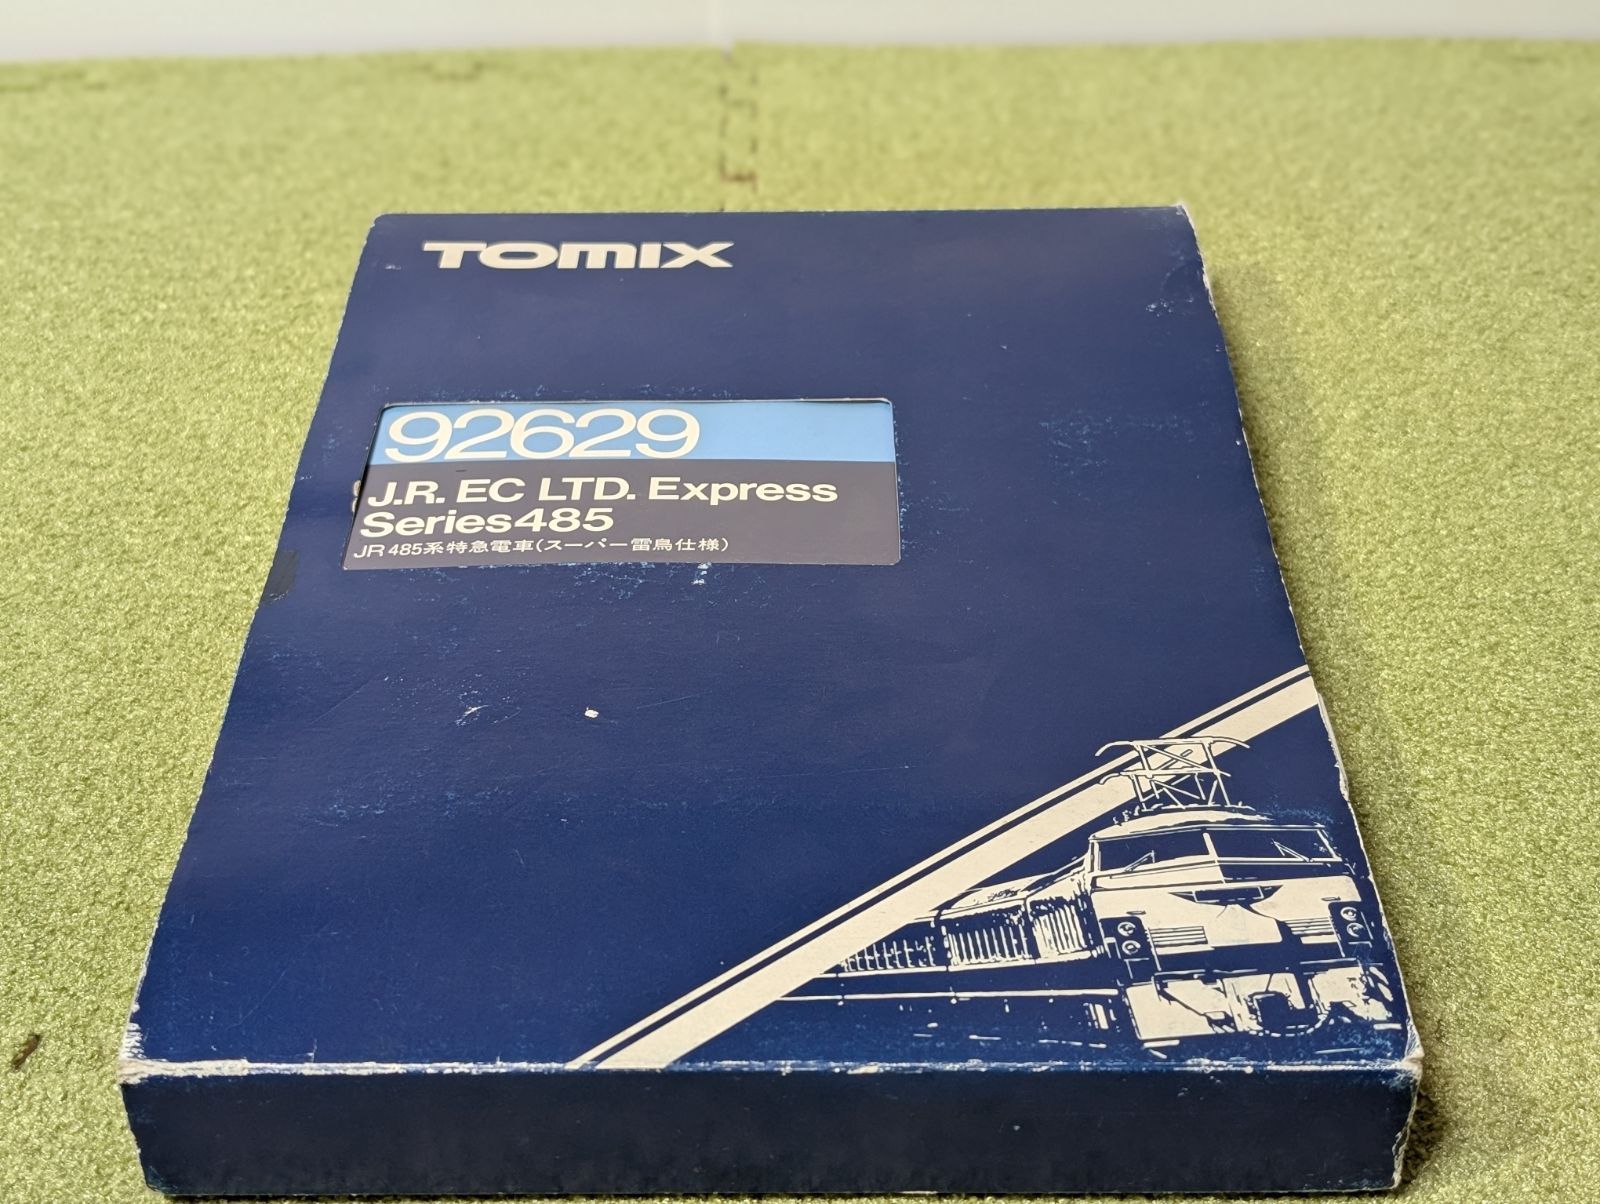 TOMIX
92629
J.R. EC LTD. Express
Series485
JR 485系特急電車(スーパー雷鳥仕様)